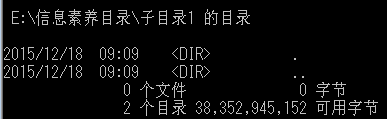 E:\信息素养目录\子目录1 的目录
2015/12/18  09:09    <DIR>          .
2015/12/18  09:09    <DIR>          ..
0 个文件              0 字节
2 个目录 38,352,945,152 可用字节